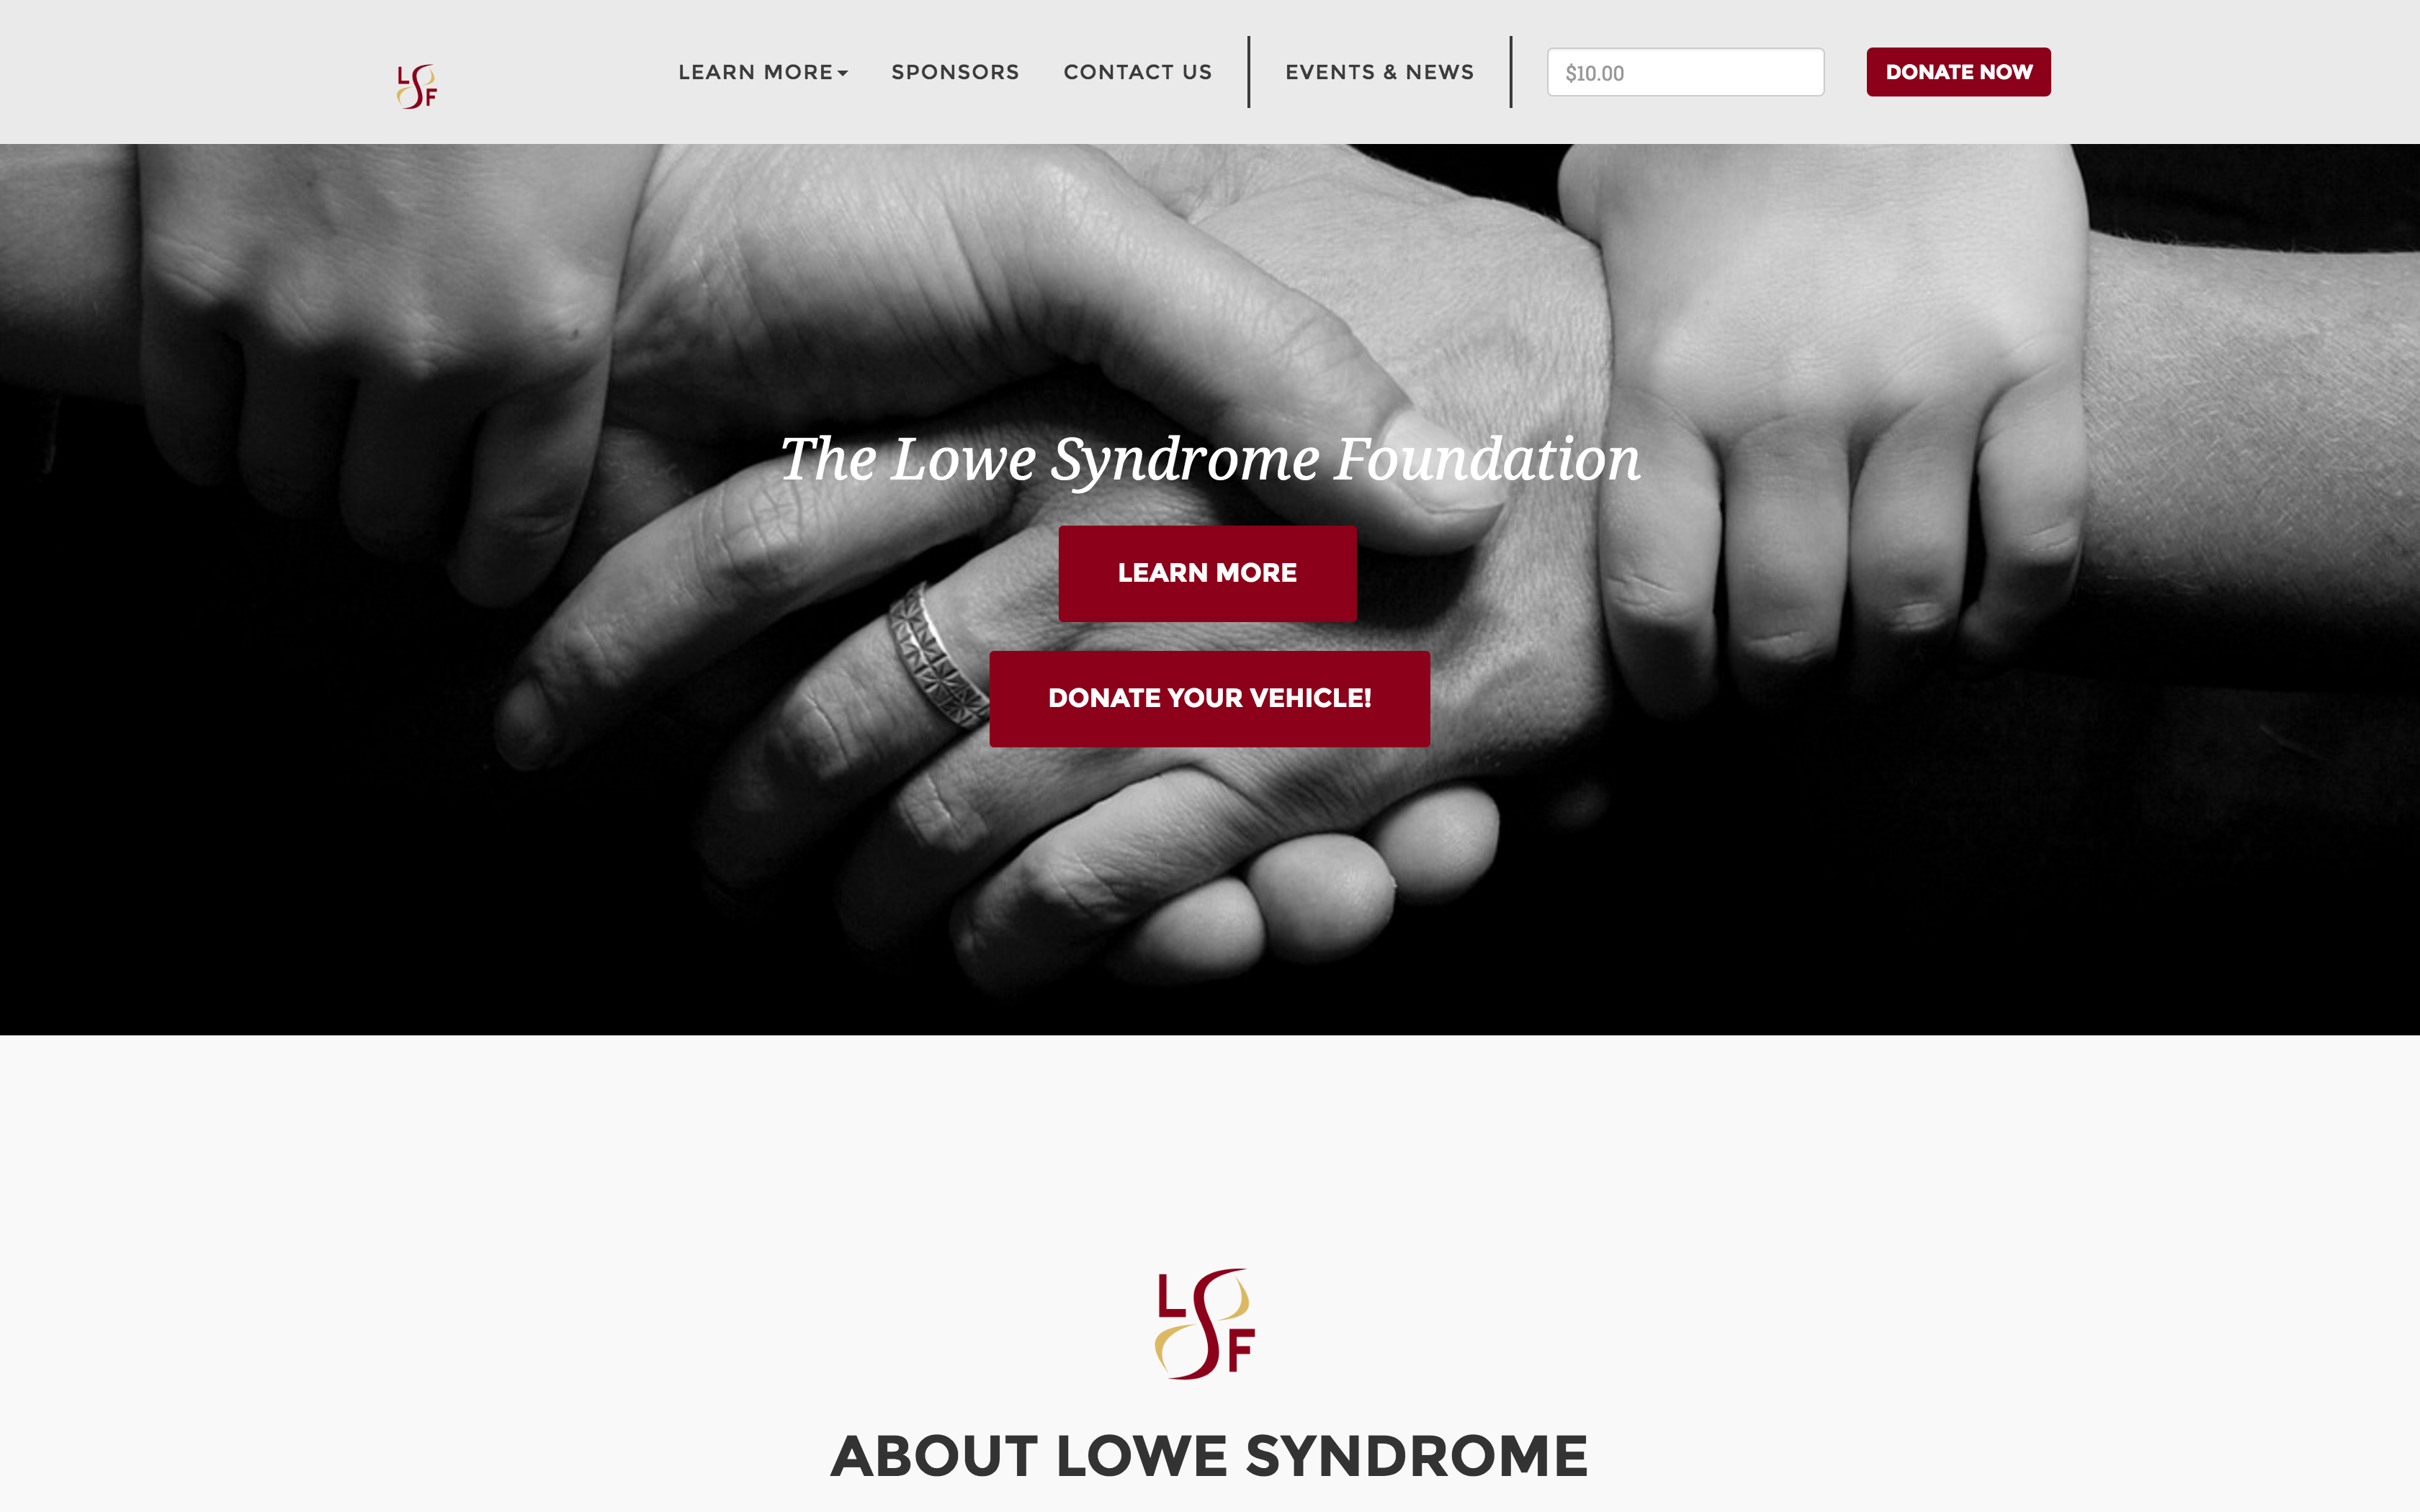 LSF
LEARN MORE
SPONSORS
CONTACT US
EVENTS & NEWS
$10.00
DONATE NOW
The Lowe Syndrome Foundation
LEARN MORE
DONATE YOUR VEHICLE!
LSF
ABOUT LOWE SYNDROME